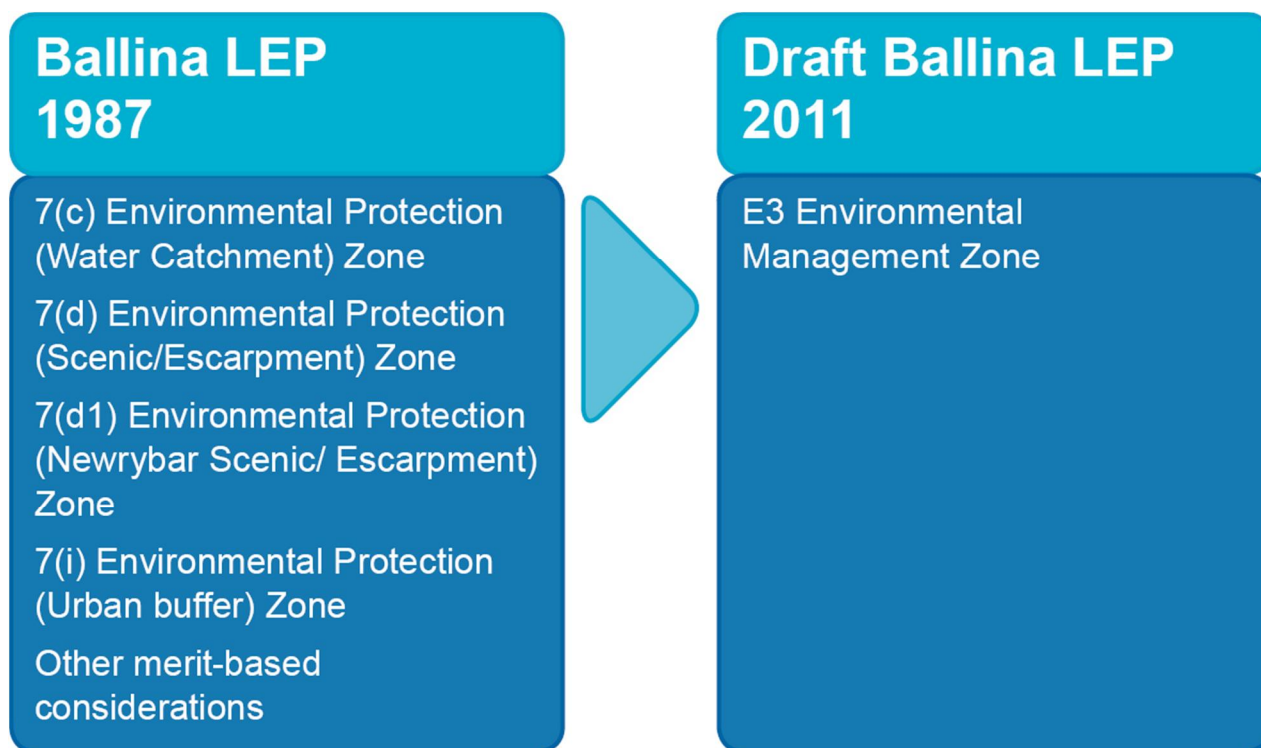 Ballina LEP
1987
7(c) Environmental Protection
(Water Catchment) Zone
7(d) Environmental Protection
(Scenic/Escarpment) Zone
7(d1) Environmental Protection
(Newrybar Scenic/ Escarpment)
Zone
7(i) Environmental Protection
(Urban buffer) Zone
Other merit-based
considerations
Draft Ballina LEP
2011
E3 Environmental
Management Zone